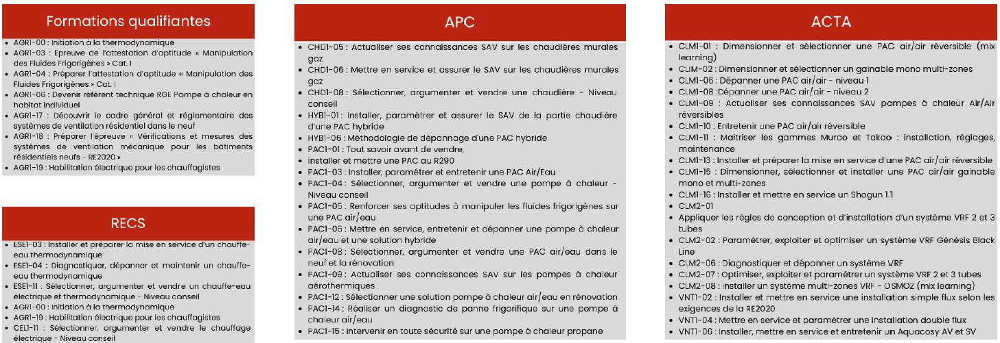 Formations qualifiantes
• AGR1-00 : Initiation à la thermodynamique
• AGR1-03 : Epreuve de l'attestation d'aptitude « Manipulation
des Fluides Frigorigènes » Cat. I
• AGR1-04 : Préparer l'attestation d'aptitude « Manipulation des
Fluides Frigorigènes » Cat. I
• AGR1-06 : Devenir référent technique RGE Pompe à chaleur en
habitat individuel
• AGR1-17 : Découvrir le cadre général et réglementaire des
systèmes de ventilation résidentiel dans le neuf
• AGR1-18 : Préparer l'épreuve « Vérifications et mesures des
systèmes de ventilation mécanique pour les bâtiments
résidentiels neufs - RE2020 »
• AGR1-19 : Habilitation électrique pour les chauffagistes
RECS
• ESE1-03 : Installer et préparer la mise en service d'un chauffe-
eau thermodynamique
• ESE1-04 : Diagnostiquer, dépanner et maintenir un chauffe-
eau thermodynamique
• ESE1-11 : Sélectionner, argumenter et vendre un chauffe-eau
électrique et thermodynamique - Niveau conseil
• AGR1-00 : Initiation à la thermodynamique
• AGR1-19 : Habilitation électrique pour les chauffagistes
• CEL1-11 : Sélectionner, argumenter et vendre le chauffage
électrique - Niveau conseil
APC
• CHD1-05 : Actualiser ses connaissances SAV sur les chaudières murales
gaz
• CHD1-06 : Mettre en service et assurer le SAV sur les chaudières murales
gaz
• CHD1-08 : Sélectionner, argumenter et vendre une chaudière - Niveau
conseil
• HYB1-01 : Installer, paramétrer et assurer le SAV de la partie chaudière
d'une PAC hybride
• HYB1-06 : Méthodologie de dépannage d'une PAC hybride
• PAC1-01 : Tout savoir avant de vendre,
• installer et mettre une PAC au R290
• PAC1-03 : Installer, paramétrer et entretenir une PAC Air/Eau
• PAC1-04 : Sélectionner, argumenter et vendre une pompe à chaleur -
Niveau conseil
• PAC1-05 : Renforcer ses aptitudes à manipuler les fluides frigorigènes sur
une PAC air/eau
• PAC1-06 : Mettre en service, entretenir et dépanner une pompe à chaleur
air/eau et une solution hybride
• PAC1-08 : Sélectionner, argumenter et vendre une PAC air/eau dans le
neuf et la rénovation
• PAC1-09 : Actualiser ses connaissances SAV sur les pompes à chaleur
aérothermiques
• PAC1-12 : Sélectionner une solution pompe à chaleur air/eau en rénovation
• PAC1-14 : Réaliser un diagnostic de panne frigorifique sur une pompe à
chaleur air/eau
• PAC1-15 : Intervenir en toute sécurité sur une pompe à chaleur propane
ACTA
• CLM1-01 : Dimensionner et sélectionner une PAC air/air réversible (mix
learning)
• CLIM-02 : Dimensionner et sélectionner un gainable mono multi-zones
• CLM1-06 : Dépanner une PAC air/air - niveau 1
• CLM1-08 :Dépanner une PAC air/air - niveau 2
• CLM1-09 : Actualiser ses connaissances SAV pompes à chaleur Air/Air
réversibles
• CLM1-10 : Entretenir une PAC air/air réversible
• CLM1-11 : Maitriser les gammes Murao et Takao : installation, réglages,
maintenance
• CLM1-13 : Installer et préparer la mise en service d'une PAC air/air réversible
• CLM1-15 : Dimensionner, sélectionner et installer une PAC air/air gainable
mono et multi-zones
• CLM1-16 : Installer et mettre en service un Shogun 1.1
• CLM2-01
• Appliquer les règles de conception et d'installation d'un système VRF 2 et 3
tubes
• CLM2-02 : Paramétrer, exploiter et optimiser un système VRF Génésis Black
Line
• CLM2-06 : Diagnostiquer et dépanner un système VRF
• CLM2-07 : Optimiser, exploiter et paramétrer un système VRF 2 et 3 tubes
• CLM2-08 : Installer un système multi-zones VRF - OSMOZ (mix learning)
• VNT1-02 : Installer et mettre en service une installation simple flux selon les
exigences de la RE2020
• VNT1-04 : Mettre en service et paramétrer une installation double flux
• VNT1-06 : Installer, mettre en service et entretenir un Aquacosy AV et SV